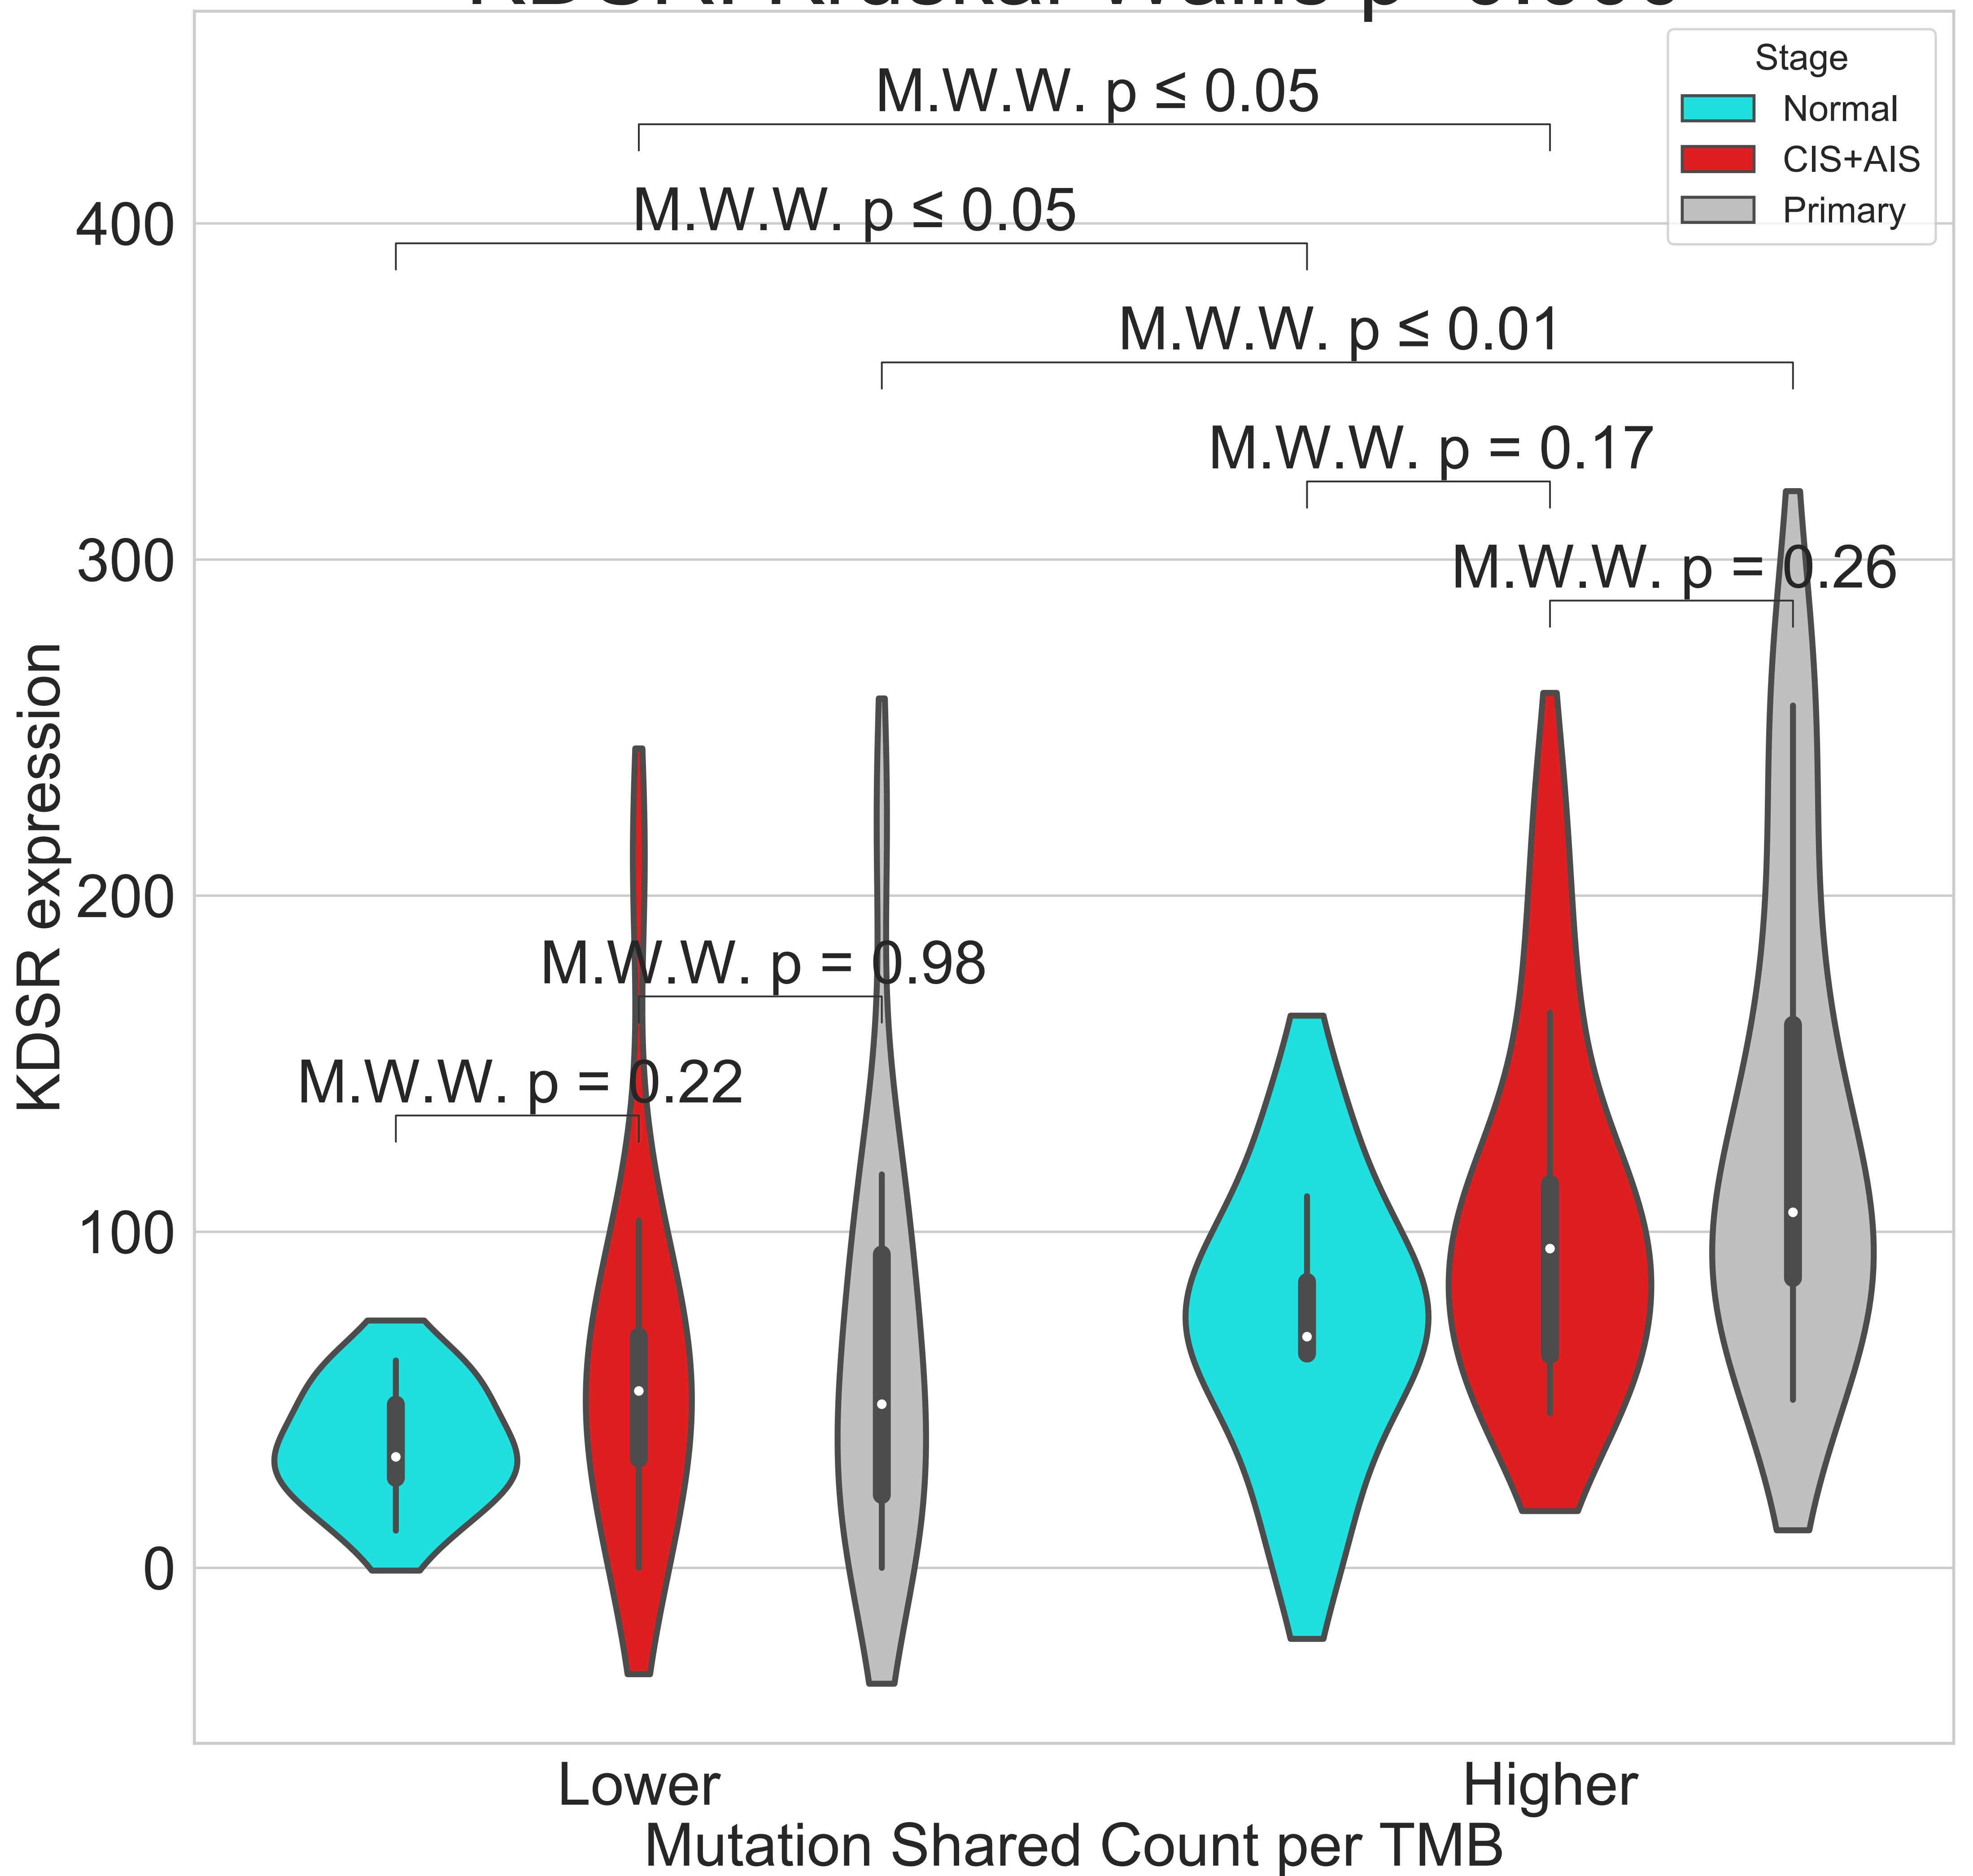 Stage
Normal
CIS+AIS
Primary
M.W.W. p ≤ 0.05
M.W.W. p ≤ 0.05
M.W.W. p ≤ 0.01
M.W.W. p = 0.17
M.W.W. p = 0.26
M.W.W. p = 0.98
M.W.W. p = 0.22
400
300
200
100
0
KDSR expression
Lower
Higher
Mutation Shared Count per TMB